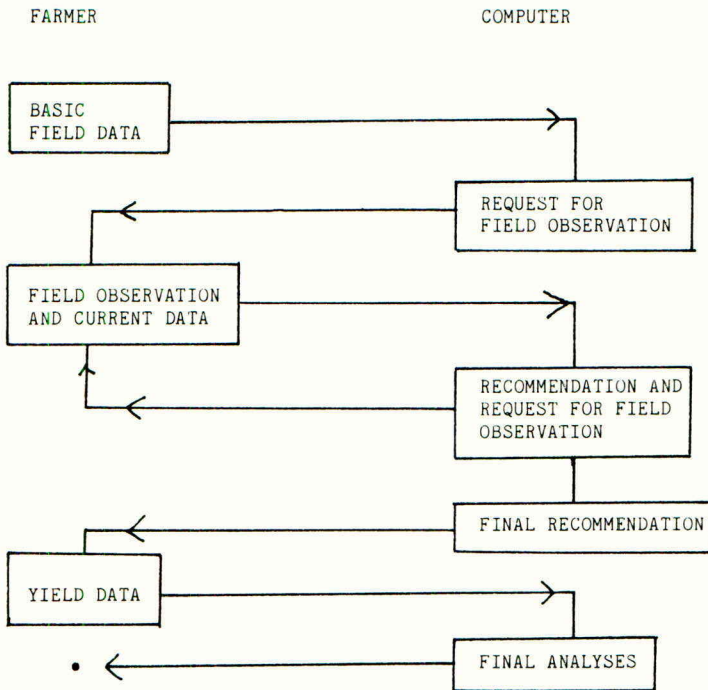 FARMER
COMPUTER
BASIC
FIELD DATA
REQUEST FOR
FIELD OBSERVATION
FIELD OBSERVATION
AND CURRENT DATA
RECOMMENDATION AND
REQUEST FOR FIELD
OBSERVATION
FINAL RECOMMENDATION
YIELD DATA
FINAL ANALYSES